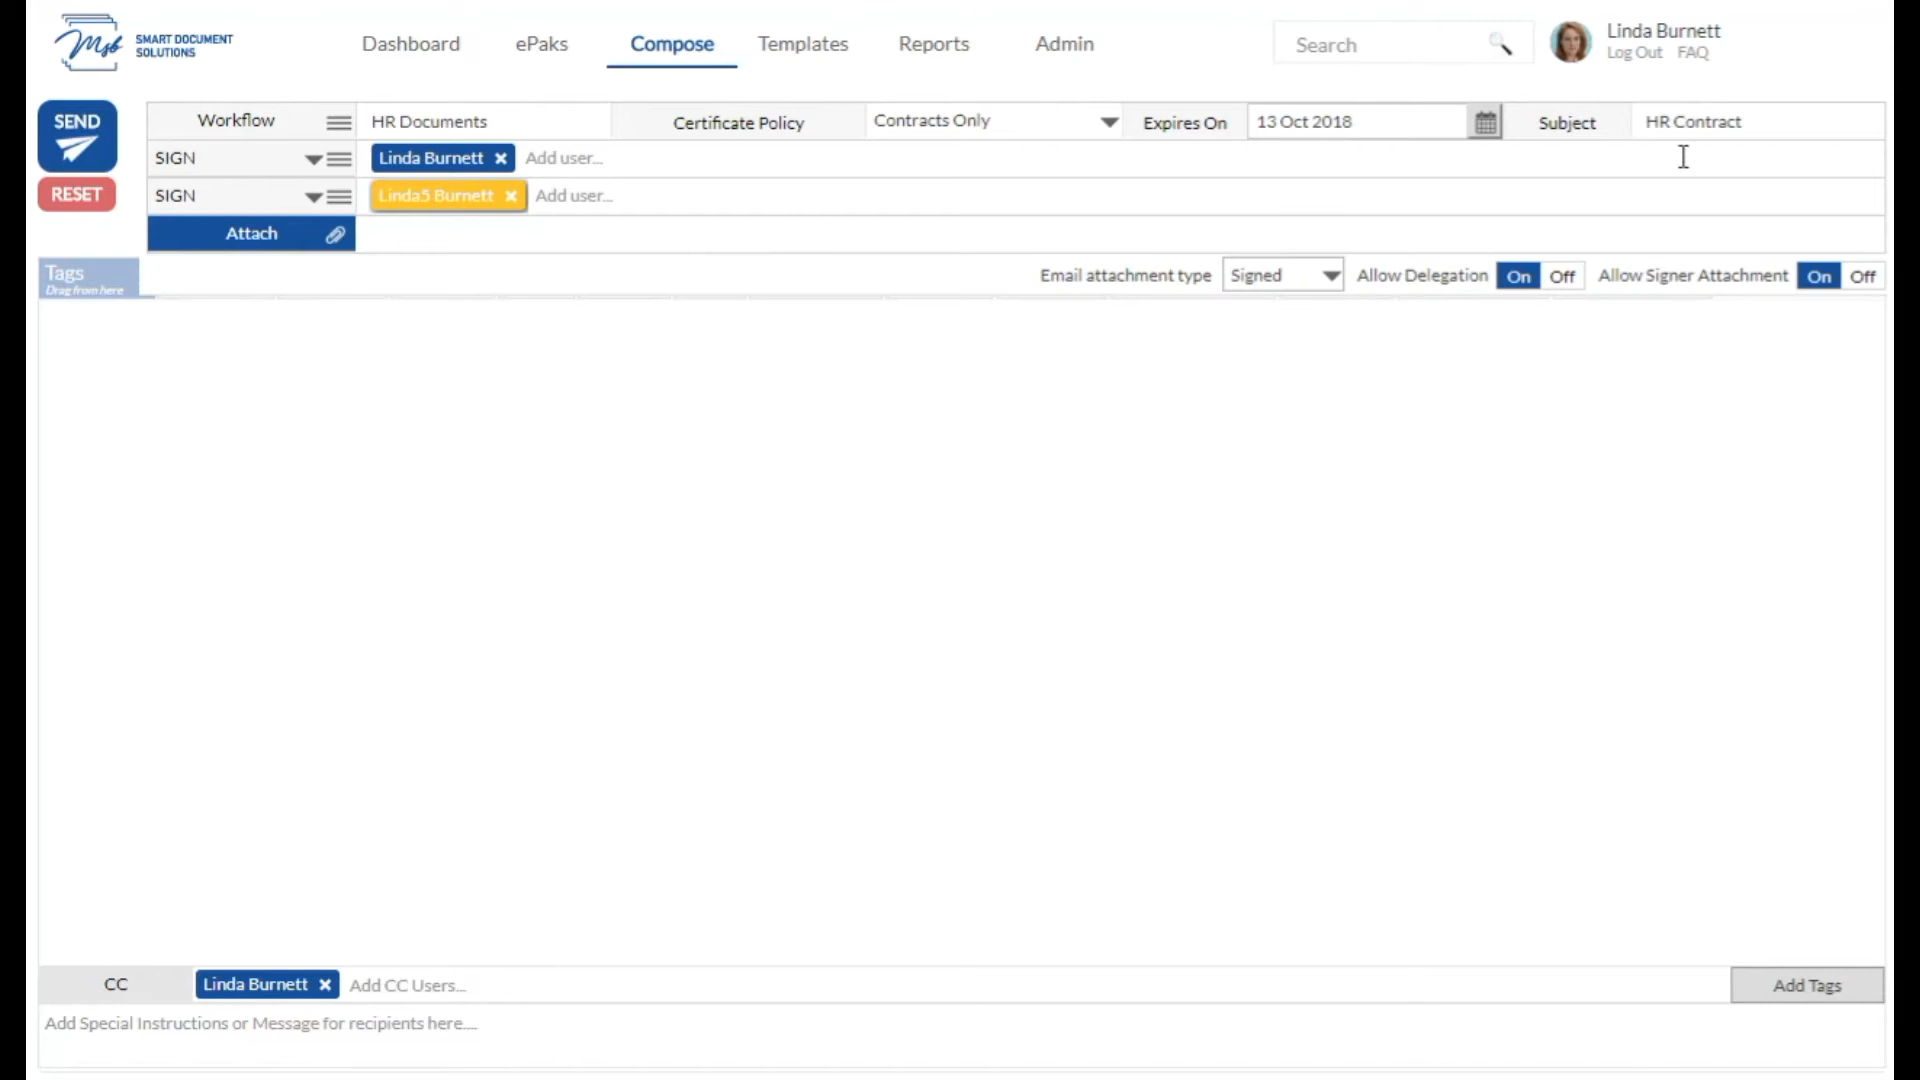 Msb SMART DOCUMENT SOLUTIONS
Dashboard ePaks Compose Templates Reports Admin
Search
Linda Burnett
Log Out FAQ
SEND
RESET
Workflow HR Documents Certificate Policy Contracts Only Expires On 13 Oct 2018 Subject HR Contract
SIGN Linda Burnett × Add user...
SIGN Linda5 Burnett × Add user...
Attach
Tags
Drag from here
Email attachment type Signed Allow Delegation On Off Allow Signer Attachment On Off
CC Linda Burnett × Add CC Users... Add Tags
Add Special Instructions or Message for recipients here....